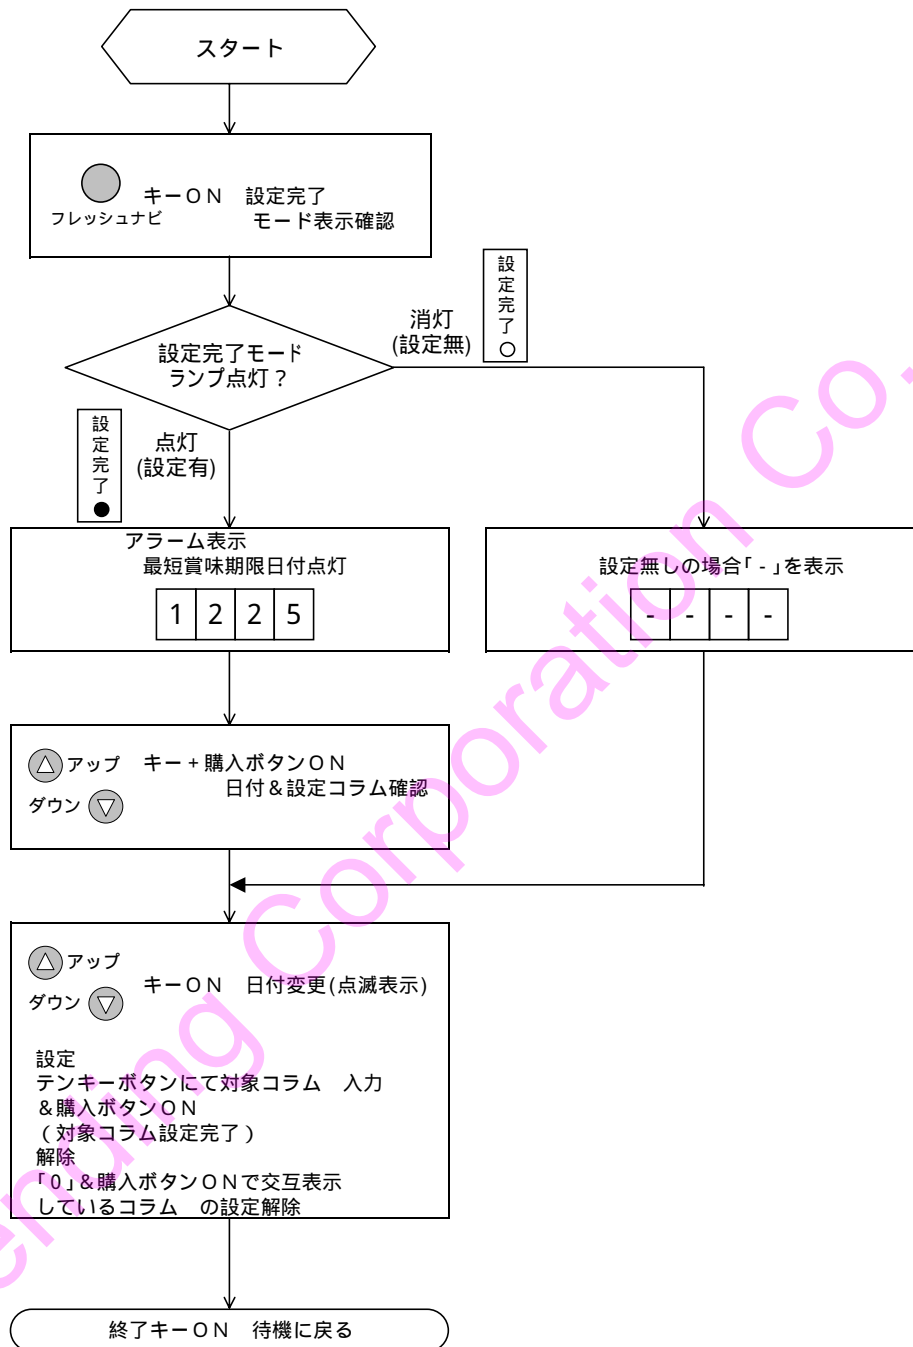 スタート
キーＯＮ　設定完了
フレッシュナビ
モード表示確認
設定完了モード
ランプ点灯？
消灯
(設定無)
設定完了○
設定完了●
点灯
(設定有)
アラーム表示
最短賞味期限日付点灯
1 2 2 5
設定無しの場合「-」を表示
- - - -
アップ　キー+購入ボタンＯＮ
ダウン　日付＆設定コラム確認
アップ
キーＯＮ　日付変更(点滅表示)
ダウン
設定
テンキーボタンにて対象コラム　入力
＆購入ボタンＯＮ
(対象コラム設定完了)
解除
「0」＆購入ボタンＯＮで交互表示
しているコラム　の設定解除
終了キーＯＮ　待機に戻る
ending Corporation Co.